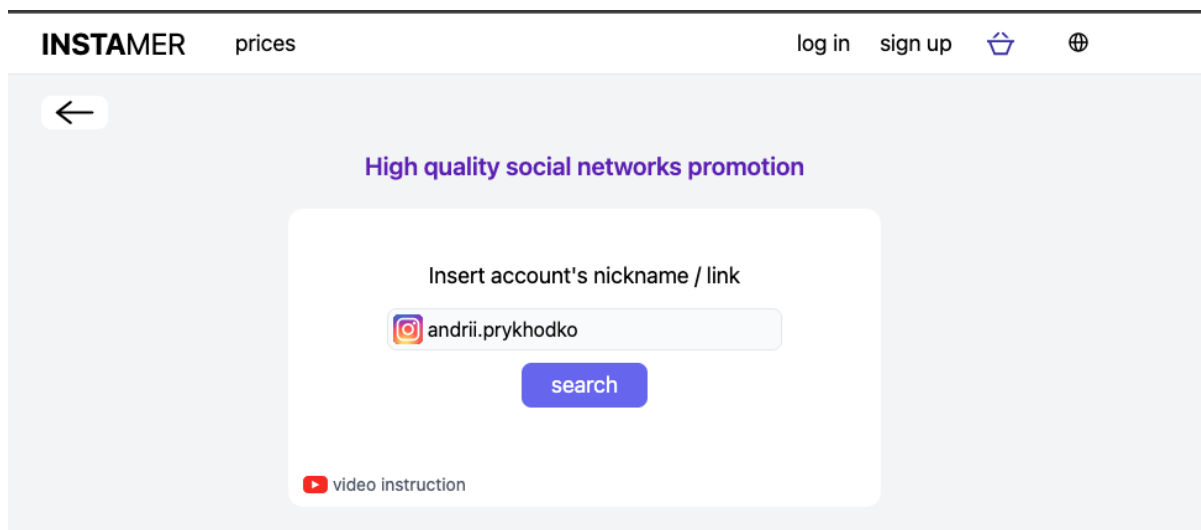 INSTAMER prices log in sign up
High quality social networks promotion
Insert account's nickname / link
andrii.prykhodko
search
video instruction